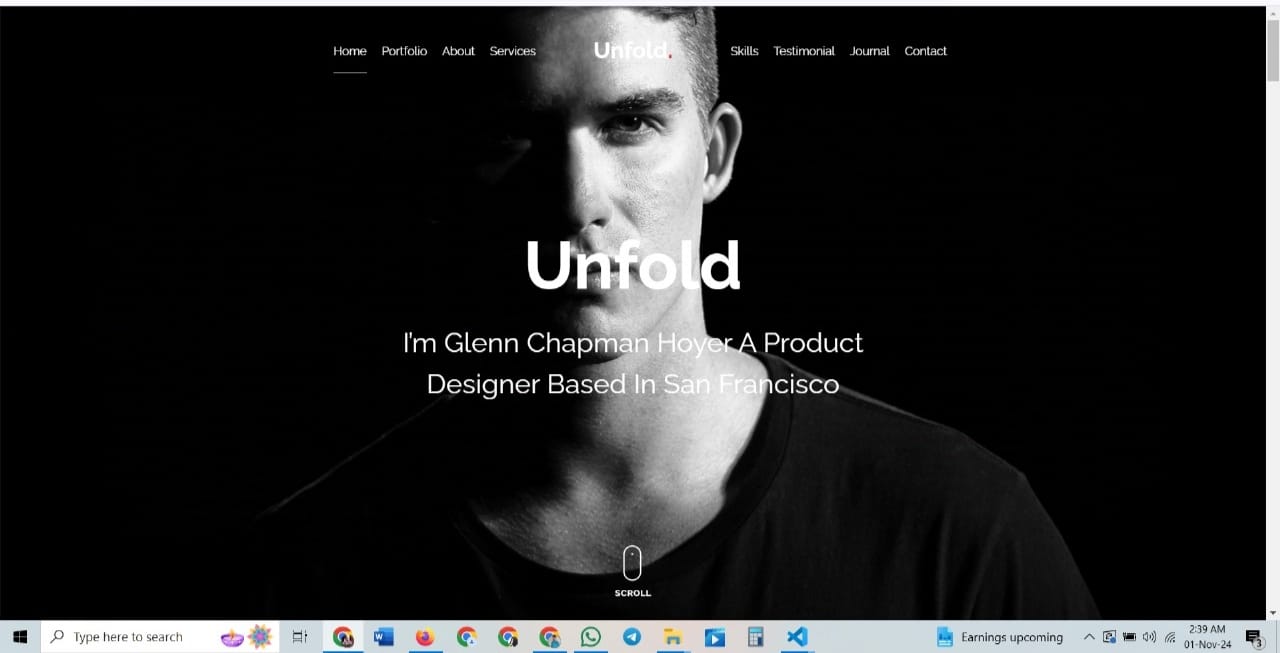 Home Portfolio About Services Unfold. Skills Testimonial Journal Contact
Unfold
I'm Glenn Chapman Hoyer A Product
Designer Based In San Francisco
SCROLL
Type here to search
Earnings upcoming
2:39 AM
01-Nov-24
3